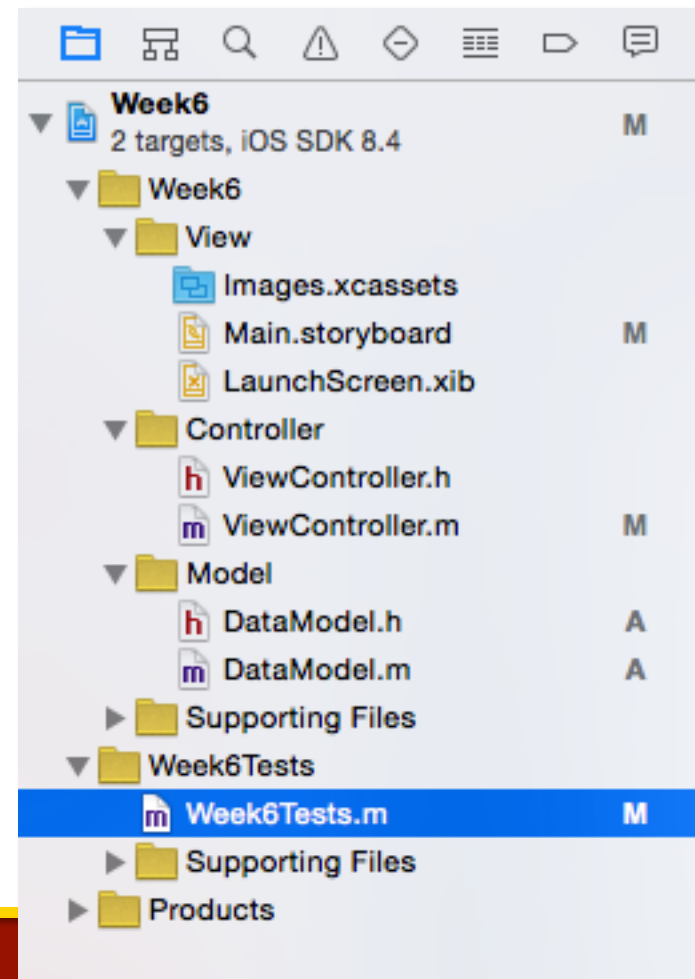 Week6
2 targets, iOS SDK 8.4 M
Week6
View
Images.xcassets
Main.storyboard M
LaunchScreen.xib
Controller
h ViewController.h
m ViewController.m M
Model
h DataModel.h A
m DataModel.m A
Supporting Files
Week6Tests
m Week6Tests.m M
Supporting Files
Products